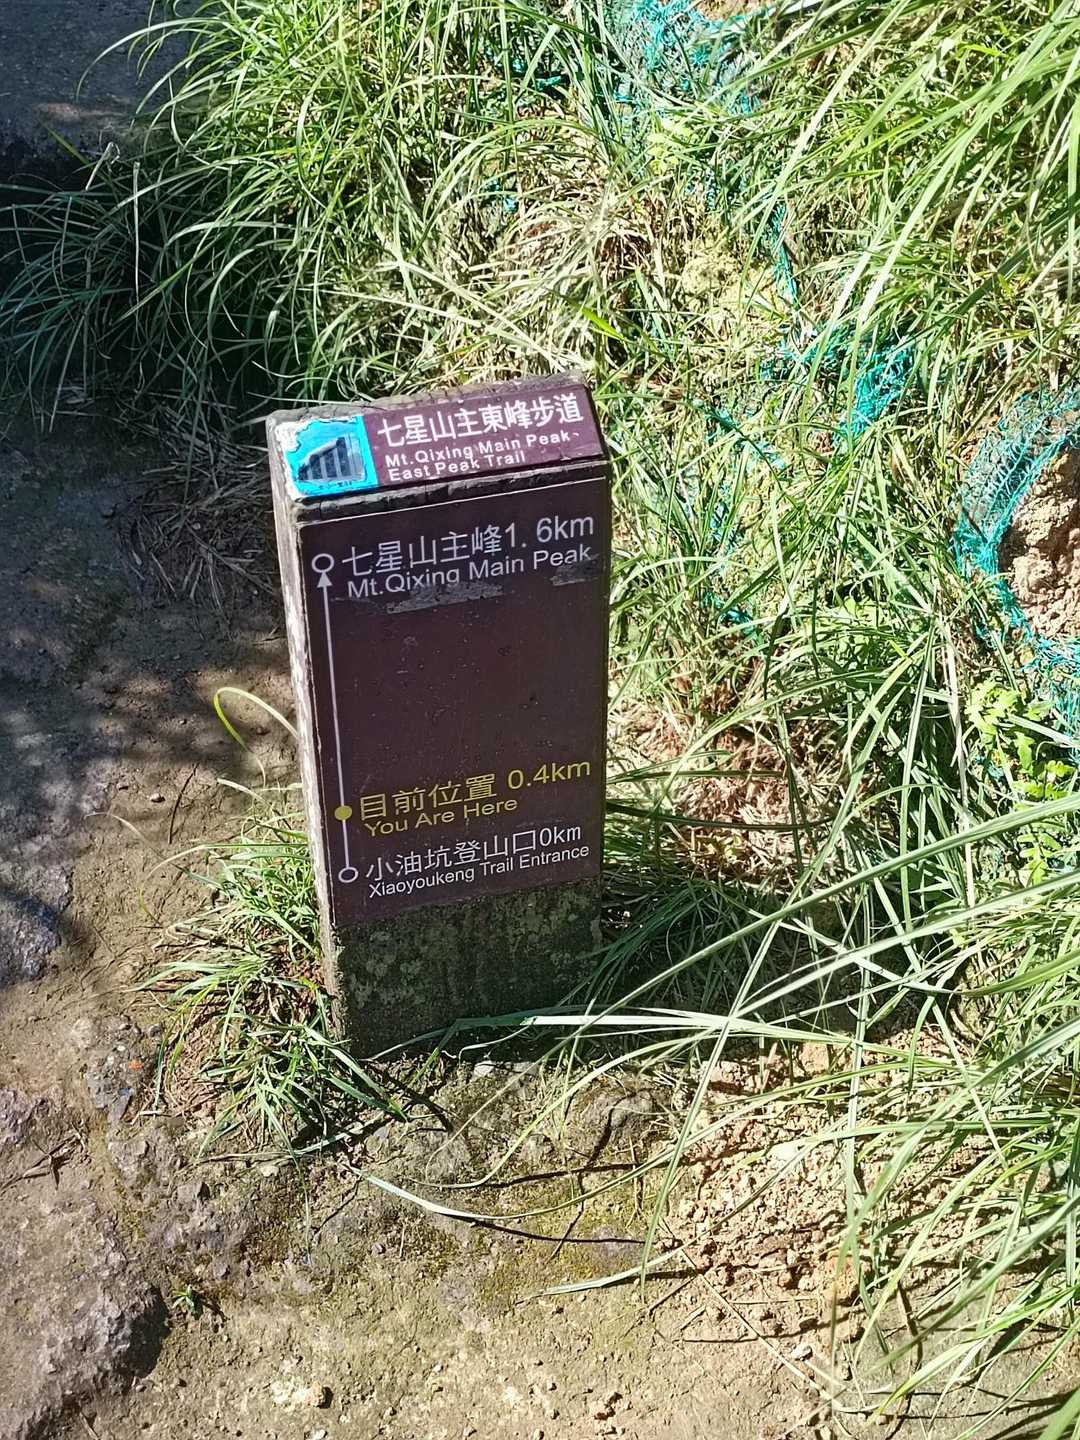 七星山主東峰步道
Mt.Qixing Main Peak、
East Peak Trail
七星山主峰1.6km
Mt.Qixing Main Peak
目前位置 0.4km
You Are Here
小油坑登山口0km
Xiaoyoukeng Trail Entrance